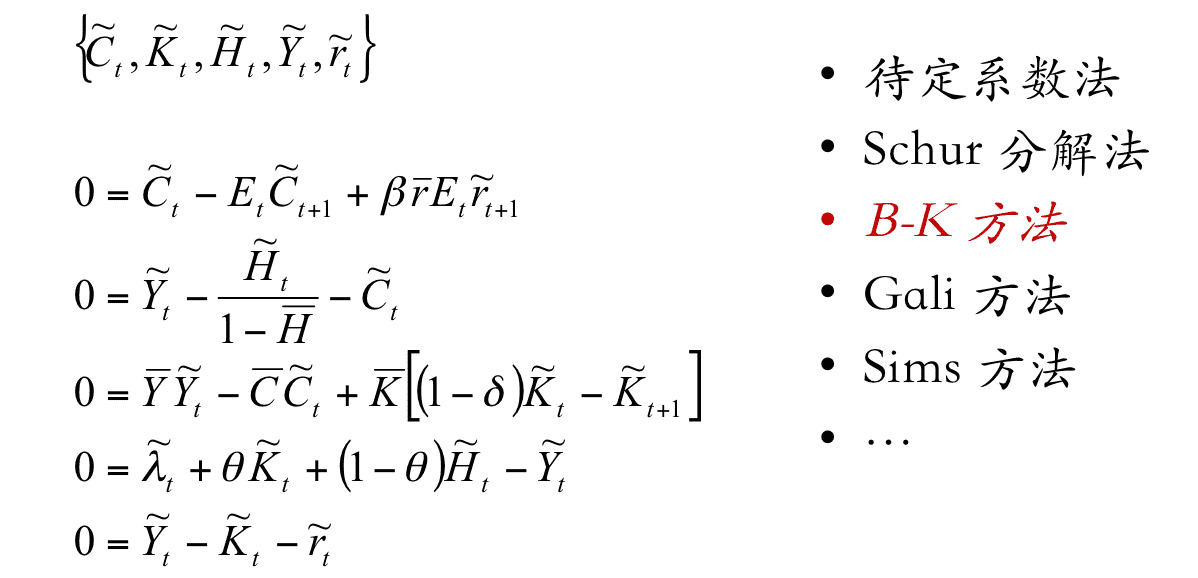 {C̃_t, K̃_t, H̃_t, Ỹ_t, r̃_t}
0 = C̃_t − E_t C̃_{t+1} + β r̄ E_t r̃_{t+1}
0 = Ỹ_t − H̃_t / (1 − H̄) − C̃_t
0 = Ȳ Ỹ_t − C̄ C̃_t + K̄[(1 − δ)K̃_t − K̃_{t+1}]
0 = λ̃_t + θK̃_t + (1 − θ)H̃_t − Ỹ_t
0 = Ỹ_t − K̃_t − r̃_t
• 待定系数法
• Schur 分解法
• B-K 方法
• Gali 方法
• Sims 方法
• …